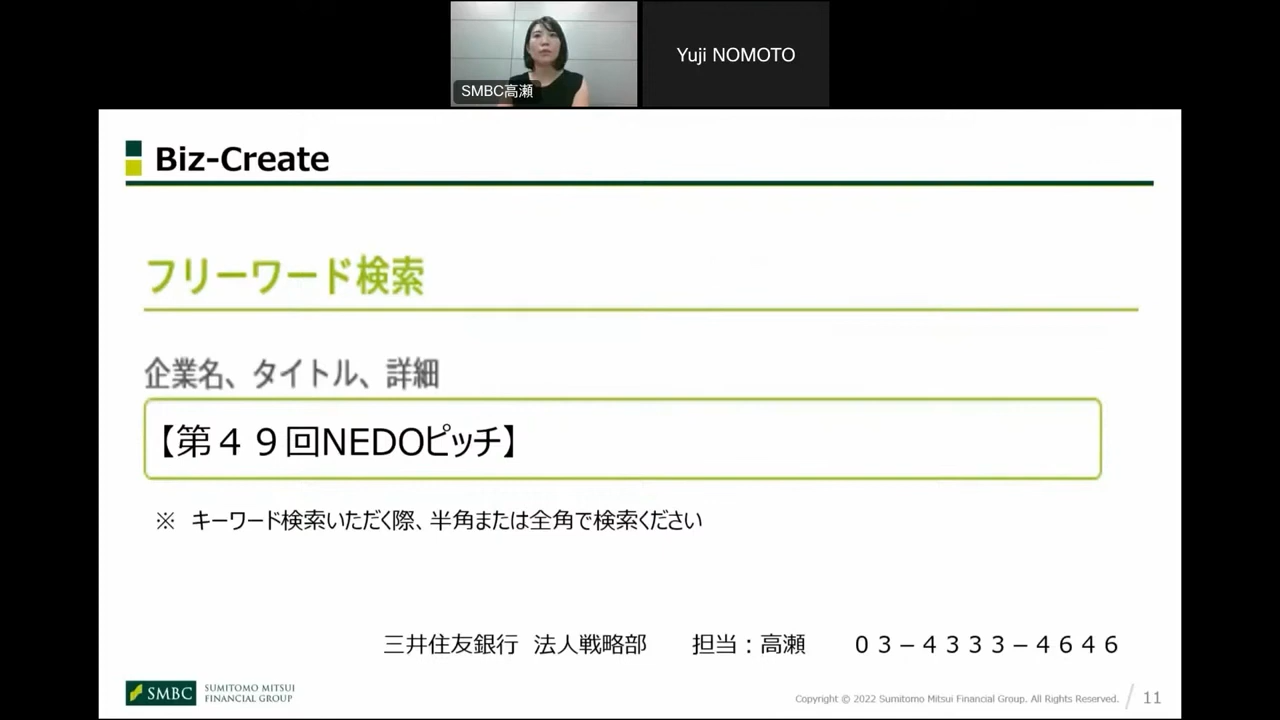 SMBC高瀬
Yuji NOMOTO
Biz-Create
フリーワード検索
企業名、タイトル、詳細
【第４９回NEDOピッチ】
※　キーワード検索いただく際、半角または全角で検索ください
三井住友銀行　法人戦略部　　担当：高瀬　　０３－４３３３－４６４６
SMBC
SUMITOMO MITSUI
FINANCIAL GROUP
Copyright © 2022 Sumitomo Mitsui Financial Group. All Rights Reserved.
11